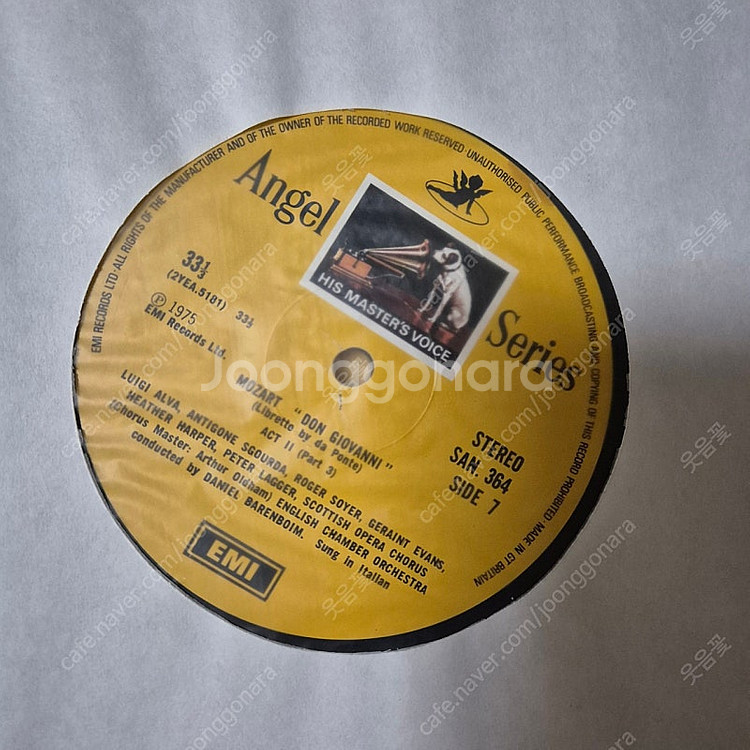 EMI RECORDS LTD·ALL RIGHTS OF THE MANUFACTURER AND OF THE OWNER OF THE RECORDED WORK RESERVED·UNAUTHORISED PUBLIC PERFORMANCE BROADCASTING AND COPYING OF THIS RECORD PROHIBITED·MADE IN GT BRITAIN
Angel
Series
HIS MASTER'S VOICE
33⅓
(2YEA.5181) 33⅓
Ⓟ 1975
EMI Records Ltd.
STEREO
SAN. 364
SIDE 7
MOZART "DON GIOVANNI"
(Libretto by da Ponte)
ACT II (Part 3)
LUIGI ALVA, ANTIGONE SGOURDA, ROGER SOYER, GERAINT EVANS,
HEATHER HARPER, PETER LAGGER, SCOTTISH OPERA CHORUS
(Chorus Master: Arthur Oldham) ENGLISH CHAMBER ORCHESTRA
conducted by DANIEL BARENBOIM. Sung in Italian
EMI
Joonggonara
cafe.naver.com/joonggonara
웃음꽃